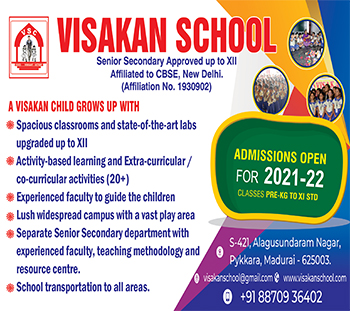 VSC
VISAKAN SCHOOL
Senior Secondary Approved up to XII
Affiliated to CBSE, New Delhi.
(Affiliation No. 1930902)
A VISAKAN CHILD GROWS UP WITH
Spacious classrooms and state-of-the-art labs
upgraded up to XII
Activity-based learning and Extra-curricular /
co-curricular activities (20+)
Experienced faculty to guide the children
Lush widespread campus with a vast play area
Separate Senior Secondary department with
experienced faculty, teaching methodology and
resource centre.
School transportation to all areas.
ADMISSIONS OPEN
FOR 2021-22
CLASSES PRE-KG TO XI STD
S-421, Alagusundaram Nagar,
Pykkara, Madurai - 625003.
visakanschool@gmail.com www.visakanschool.com
+91 88709 36402